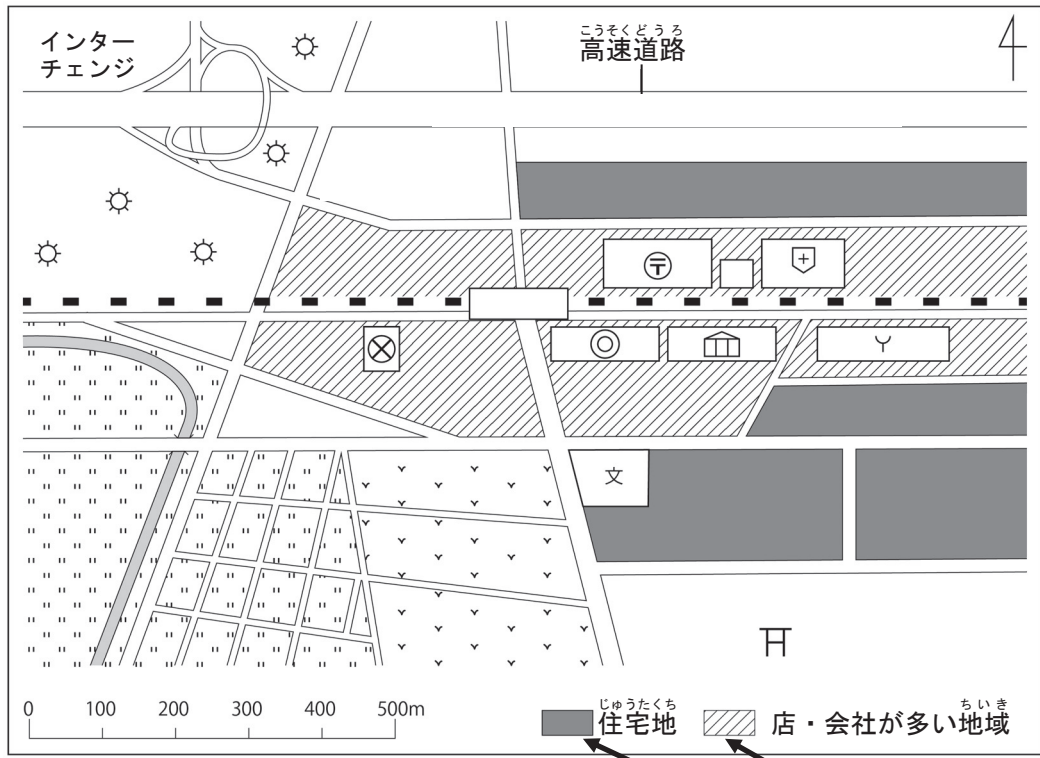 インター
チェンジ
こうそくどうろ
高速道路
文
0 100 200 300 400 500m
じゅうたくち
住宅地
ちいき
店・会社が多い地域